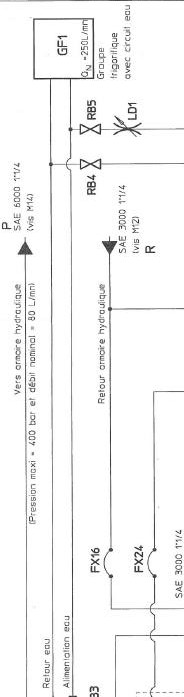 GF1
QN =250L/mn
Groupe
frigorifique
avec circuit eau
RB5
LD1
RB4
P
SAE 6000 1"1/4
(vis M14)
SAE 3000 1"1/4
(vis M12)
R
Vers armoire hydraulique
(Pression maxi = 400 bar et débit nominal = 80 L/mn)
Retour armoire hydraulique
FX16
FX24
Retour eau
Alimentation eau
SAE 3000 1"1/4